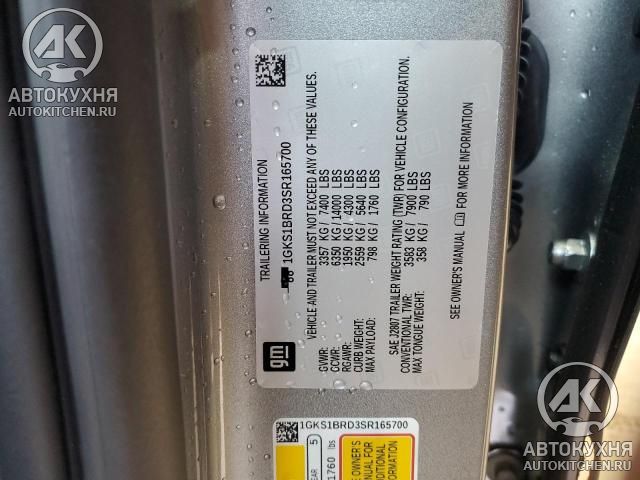 АВТОКУХНЯ
AUTOKITCHEN.RU
TRAILERING INFORMATION
1GKS1BRD3SR165700
VEHICLE AND TRAILER MUST NOT EXCEED ANY OF THESE VALUES.
GVWR: 3357 KG / 7400 LBS
CCWR: 6350 KG / 14000 LBS
RGAWR: 1950 KG / 4300 LBS
CURB WEIGHT: 2559 KG / 5640 LBS
MAX PAYLOAD: 798 KG / 1760 LBS
SAE J2807 TRAILER WEIGHT RATING (TWR) FOR VEHICLE CONFIGURATION.
CONVENTIONAL TWR: 3583 KG / 7900 LBS
MAX TONGUE WEIGHT: 358 KG / 790 LBS
SEE OWNER'S MANUAL FOR MORE INFORMATION
gm
1GKS1BRD3SR165700
5
1760 lbs
OWNER'S
MANUAL FOR
АВТОКУХНЯ
AUTOKITCHEN.RU